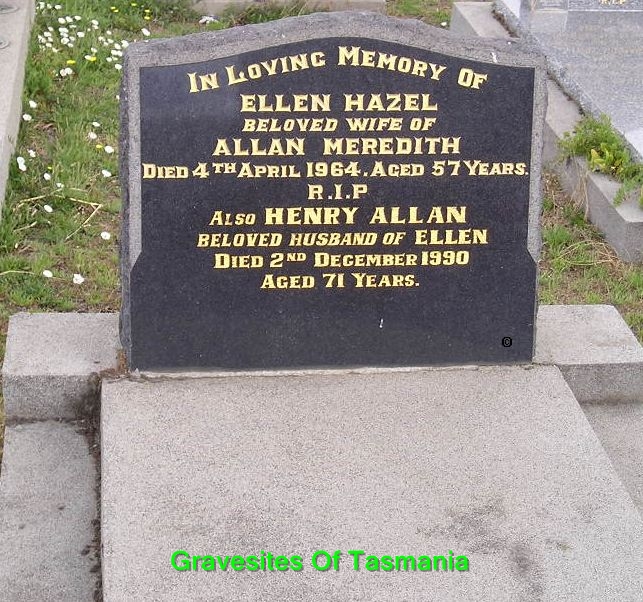 IN LOVING MEMORY OF
ELLEN HAZEL
BELOVED WIFE OF
ALLAN MEREDITH
DIED 4TH APRIL 1964. AGED 57 YEARS.
R.I.P
ALSO HENRY ALLAN
BELOVED HUSBAND OF ELLEN
DIED 2ND DECEMBER 1990
AGED 71 YEARS.
©
Gravesites Of Tasmania